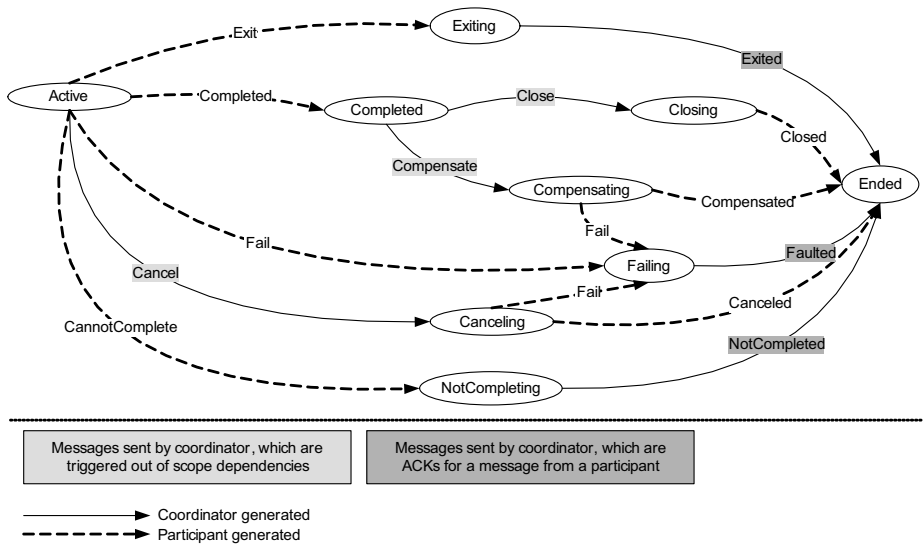 Exiting
Exit
Exited
Active
Completed
Completed
Close
Closing
Closed
Compensate
Compensating
Compensated
Ended
Fail
Fail
Failing
Faulted
Cancel
Fail
Canceling
Canceled
CannotComplete
NotCompleted
NotCompleting
Messages sent by coordinator, which are
triggered out of scope dependencies
Messages sent by coordinator, which are
ACKs for a message from a participant
Coordinator generated
Participant generated